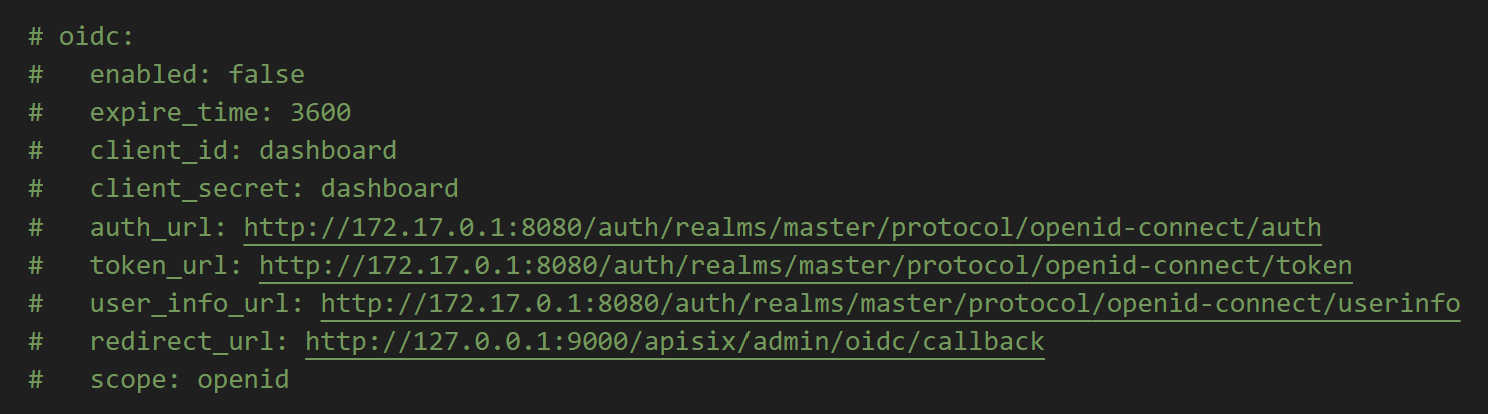 # oidc:
#   enabled: false
#   expire_time: 3600
#   client_id: dashboard
#   client_secret: dashboard
#   auth_url: http://172.17.0.1:8080/auth/realms/master/protocol/openid-connect/auth
#   token_url: http://172.17.0.1:8080/auth/realms/master/protocol/openid-connect/token
#   user_info_url: http://172.17.0.1:8080/auth/realms/master/protocol/openid-connect/userinfo
#   redirect_url: http://127.0.0.1:9000/apisix/admin/oidc/callback
#   scope: openid